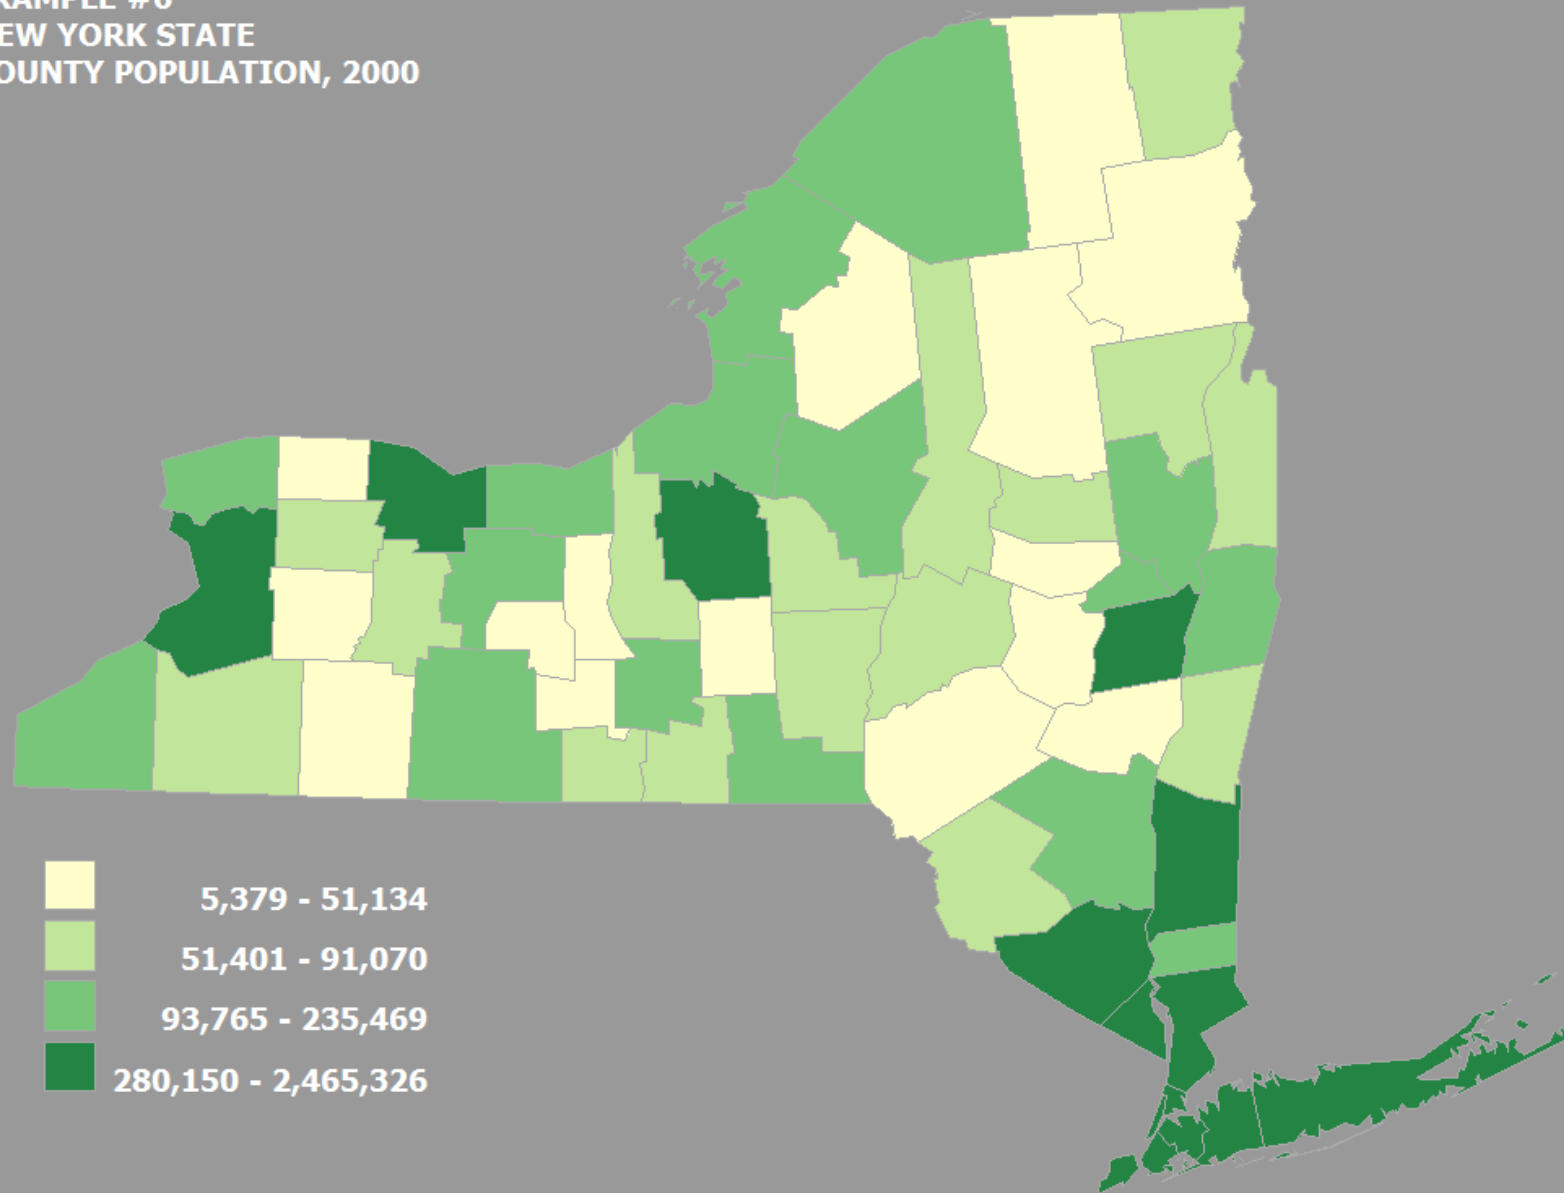 EW YORK STATE
OUNTY POPULATION, 2000
5,379 - 51,134
51,401 - 91,070
93,765 - 235,469
280,150 - 2,465,326